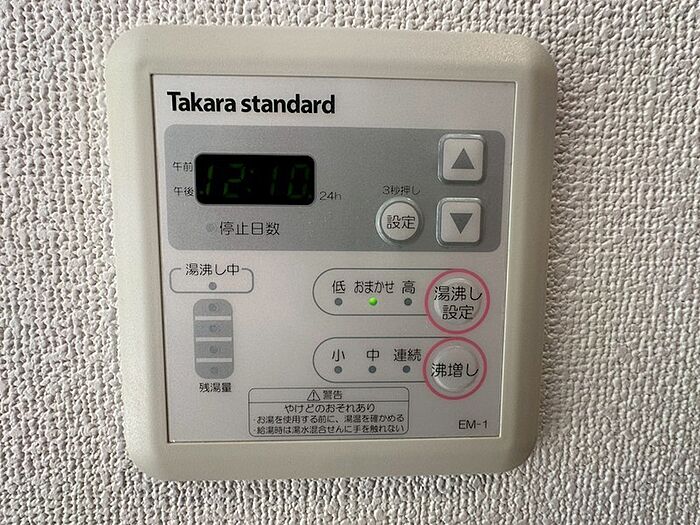 Takara standard
午前
午後
12:10
24h
停止日数
3秒押し
設定
湯沸し中
残湯量
低 おまかせ 高
湯沸し
設定
小 中 連続
沸増し
⚠警告
やけどのおそれあり
・お湯を使用する前に、湯温を確かめる
・給湯時は湯水混合せんに手を触れない
EM-1